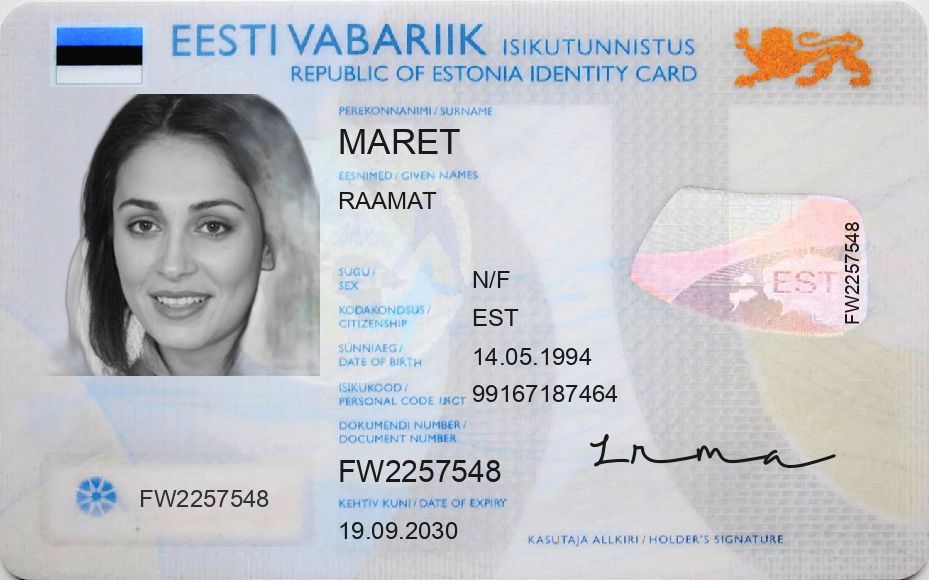 EESTI VABARIIK ISIKUTUNNISTUS
REPUBLIC OF ESTONIA IDENTITY CARD
PEREKONNANIMI / SURNAME
MARET
EESNIMED / GIVEN NAMES
RAAMAT
SUGU /
SEX
N/F
KODAKONDSUS /
CITIZENSHIP
EST
SÜNNIAEG /
DATE OF BIRTH
14.05.1994
ISIKUKOOD /
PERSONAL CODE
99167187464
DOKUMENDI NUMBER /
DOCUMENT NUMBER
FW2257548
KEHTIV KUNI / DATE OF EXPIRY
19.09.2030
FW2257548
EST
FW2257548
Irma
KASUTAJA ALLKIRI / HOLDER'S SIGNATURE